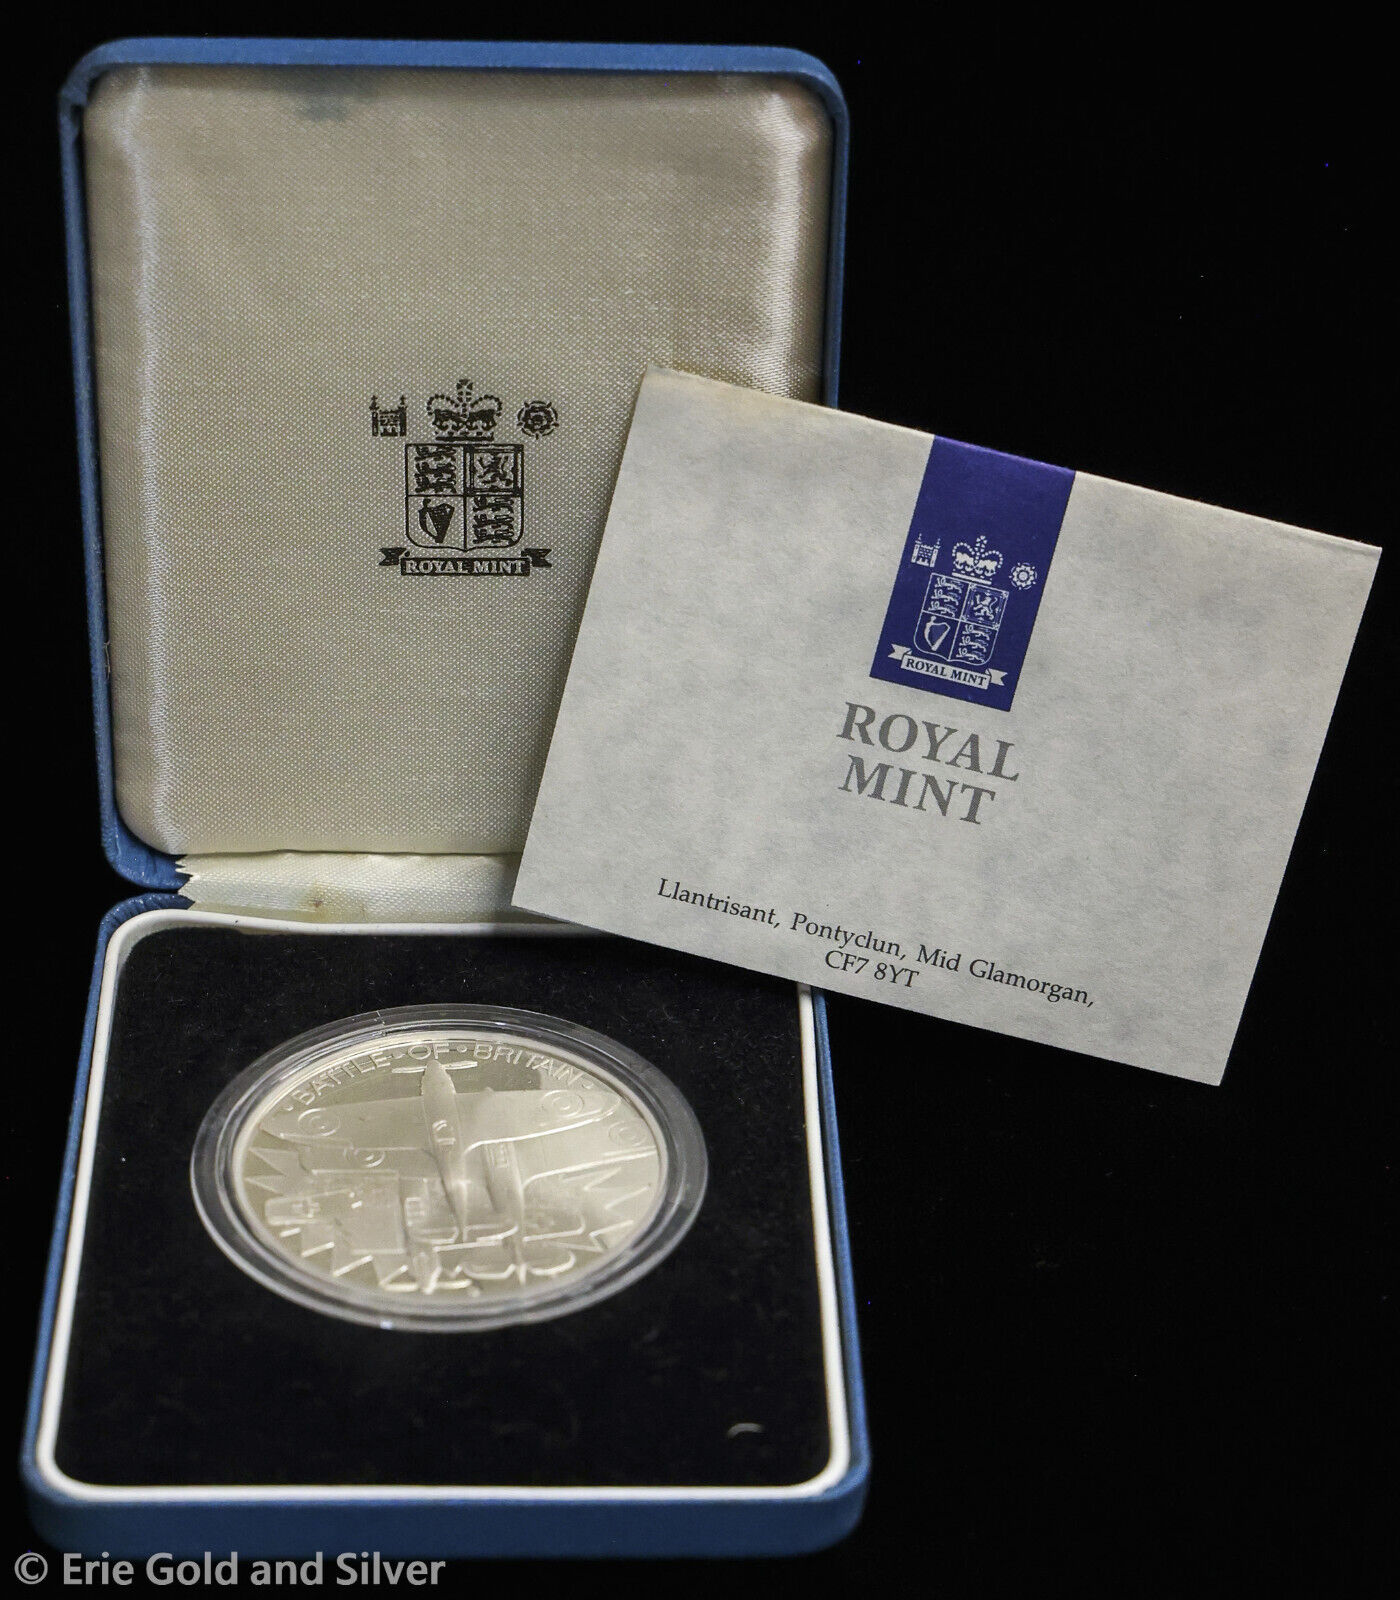 ROYAL MINT
ROYAL MINT
ROYAL
MINT
Llantrisant, Pontyclun, Mid Glamorgan,
CF7 8YT
· BATTLE · OF · BRITAIN ·
© Erie Gold and Silver